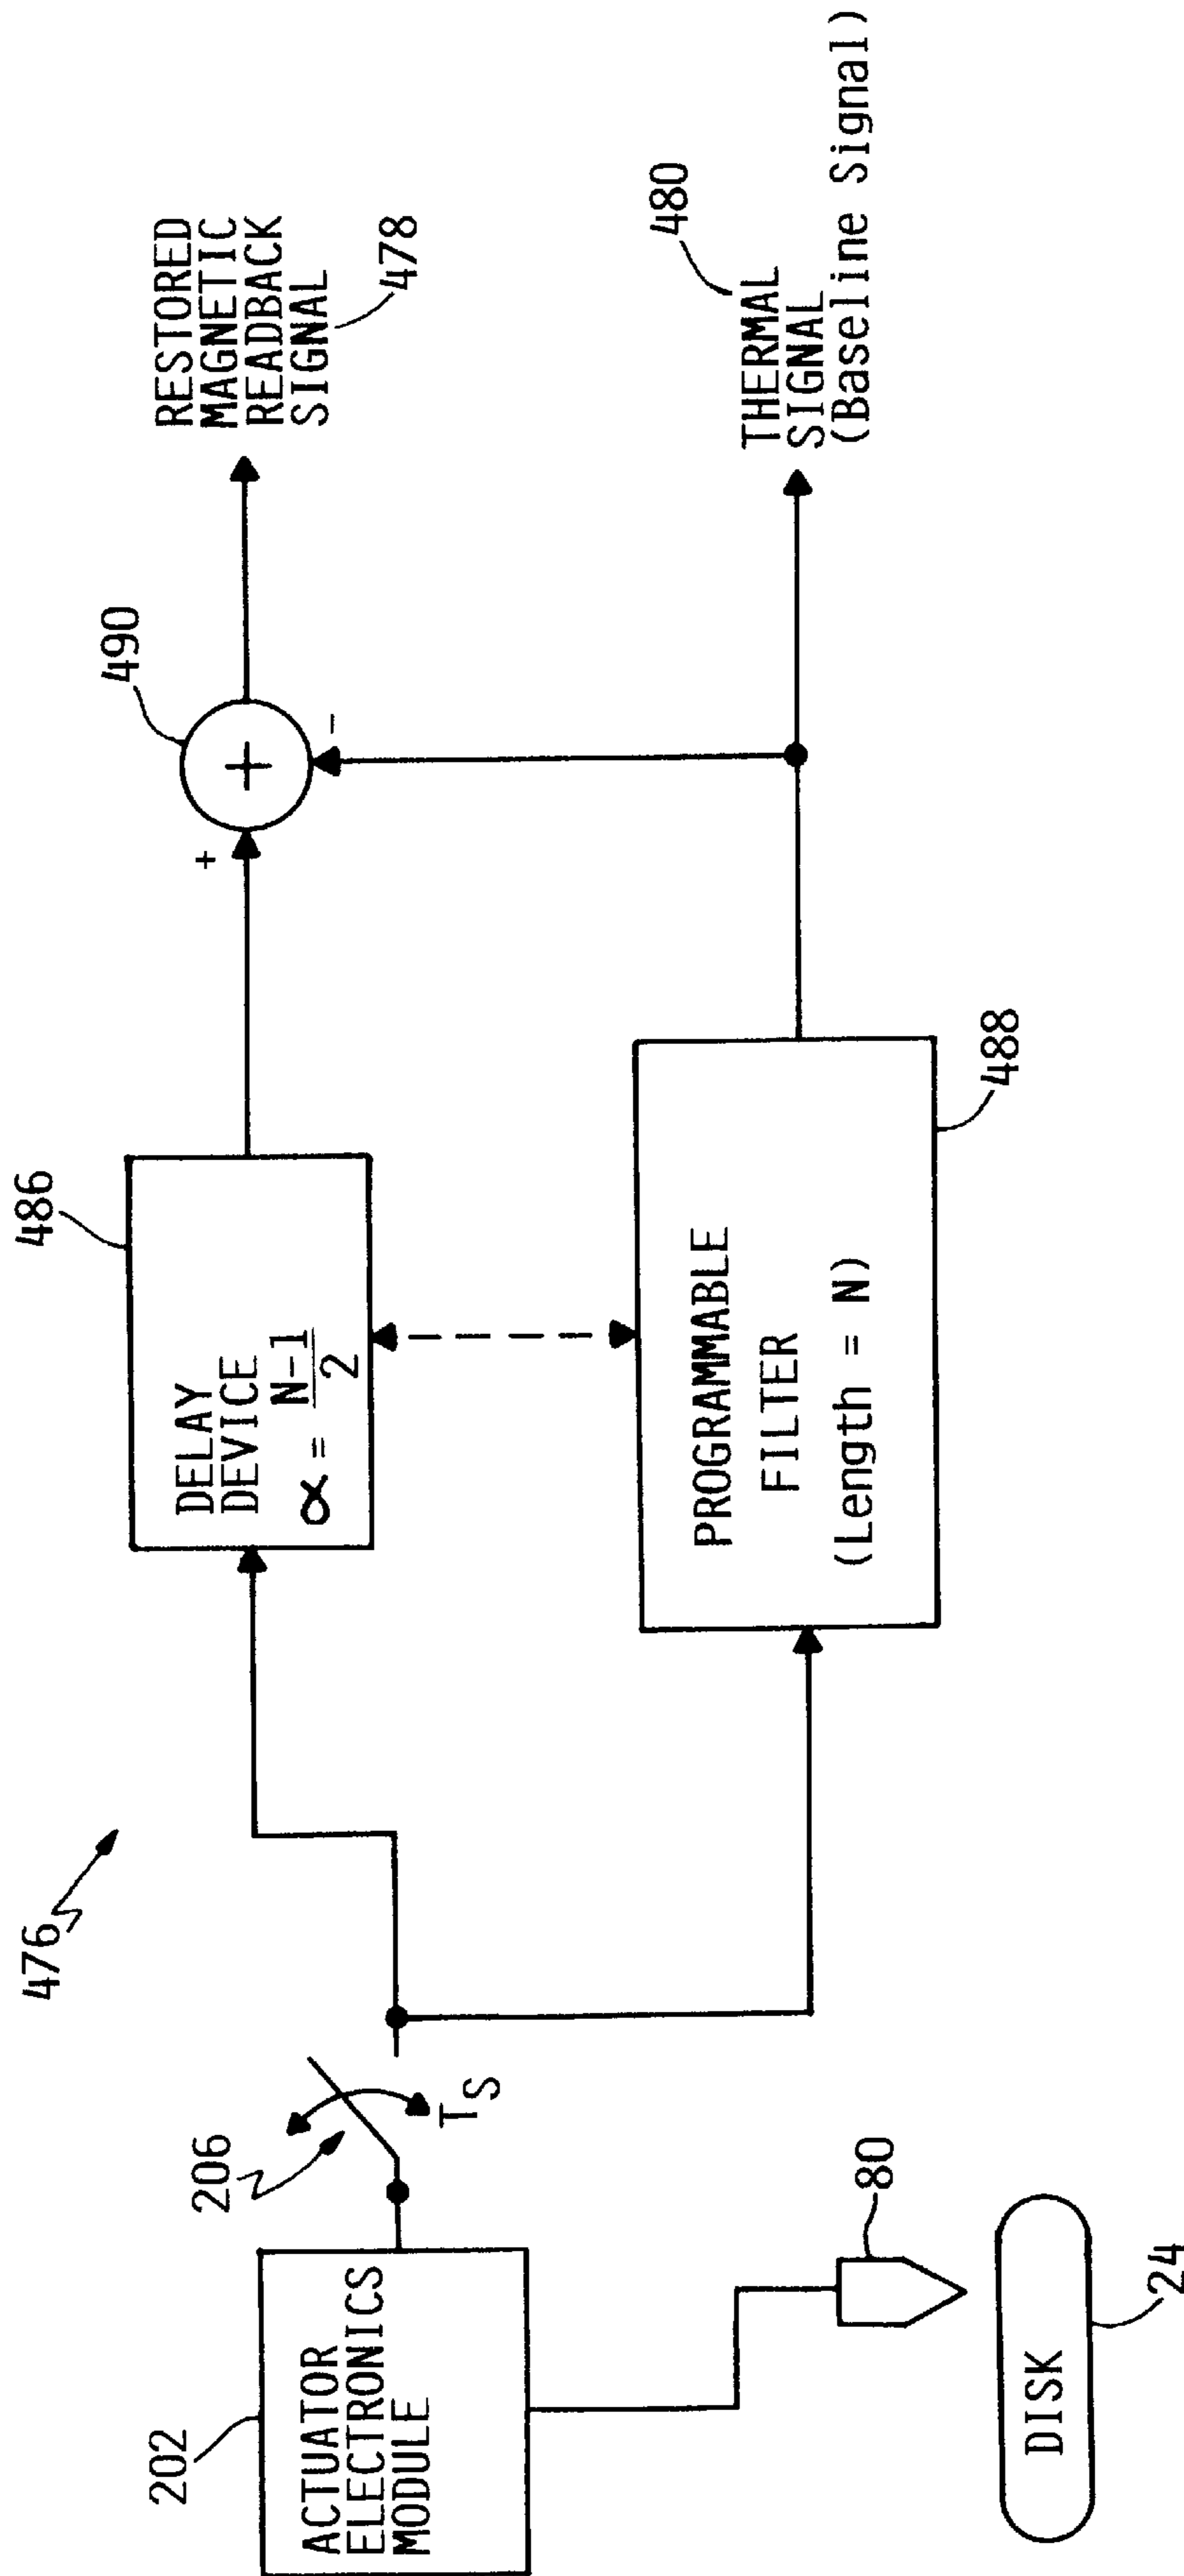 476
202
ACTUATOR
ELECTRONICS
MODULE
206
T S
80
DISK
24
486
DELAY
DEVICE
α = N-1
2
PROGRAMMABLE
FILTER
(Length = N)
488
490
+
+
-
RESTORED
MAGNETIC
READBACK
SIGNAL
478
480
THERMAL
SIGNAL
(Baseline Signal)